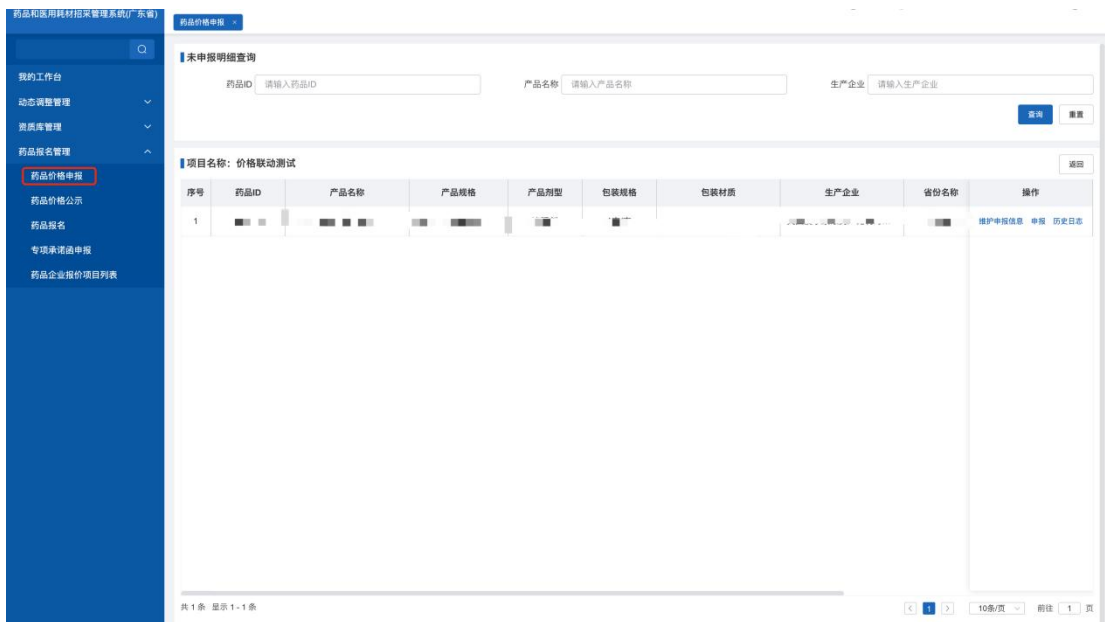 药品和医用耗材招采管理系统(广东省)
药品价格申报 ×
未申报明细查询
药品ID 请输入药品ID 产品名称 请输入产品名称 生产企业 请输入生产企业
查询 重置
我的工作台
动态调整管理
资质库管理
药品报名管理
药品价格申报
药品价格公示
药品报名
专项承诺函申报
药品企业报价项目列表
项目名称：价格联动测试 返回
序号 药品ID 产品名称 产品规格 产品剂型 包装规格 包装材质 生产企业 省份名称 操作
1 维护申报信息 申报 历史日志
共 1 条 显示 1 - 1 条 < 1 > 10条/页 前往 1 页